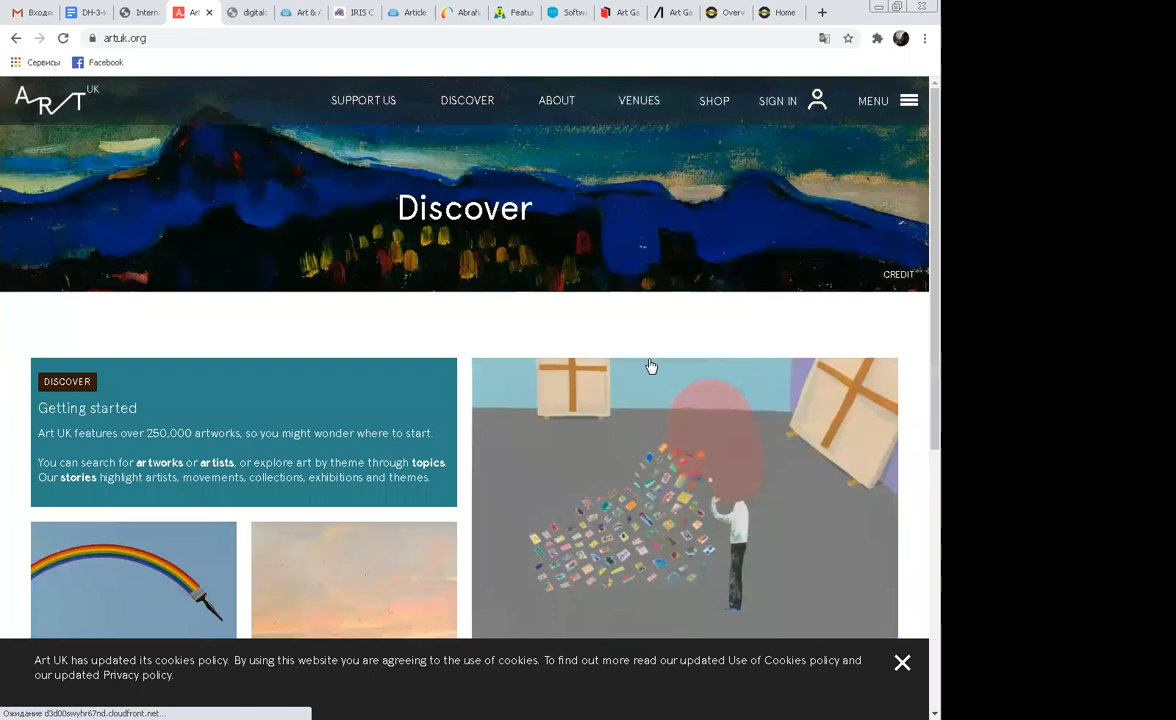 Вході
DH-3-
Intern
Art
digital
Art & A
IRIS C
Article
Abrah
Featu
Softw
Art Ga
Art Ga
Overv
Home
artuk.org
Сервисы
Facebook
ART UK
SUPPORT US
DISCOVER
ABOUT
VENUES
SHOP
SIGN IN
MENU
Discover
CREDIT
DISCOVER
Getting started
Art UK features over 250,000 artworks, so you might wonder where to start.
You can search for artworks or artists, or explore art by theme through topics.
Our stories highlight artists, movements, collections, exhibitions and themes.
Art UK has updated its cookies policy. By using this website you are agreeing to the use of cookies. To find out more read our updated Use of Cookies policy and
our updated Privacy policy.
Ожидание d3d00swyhr67nd.cloudfront.net...